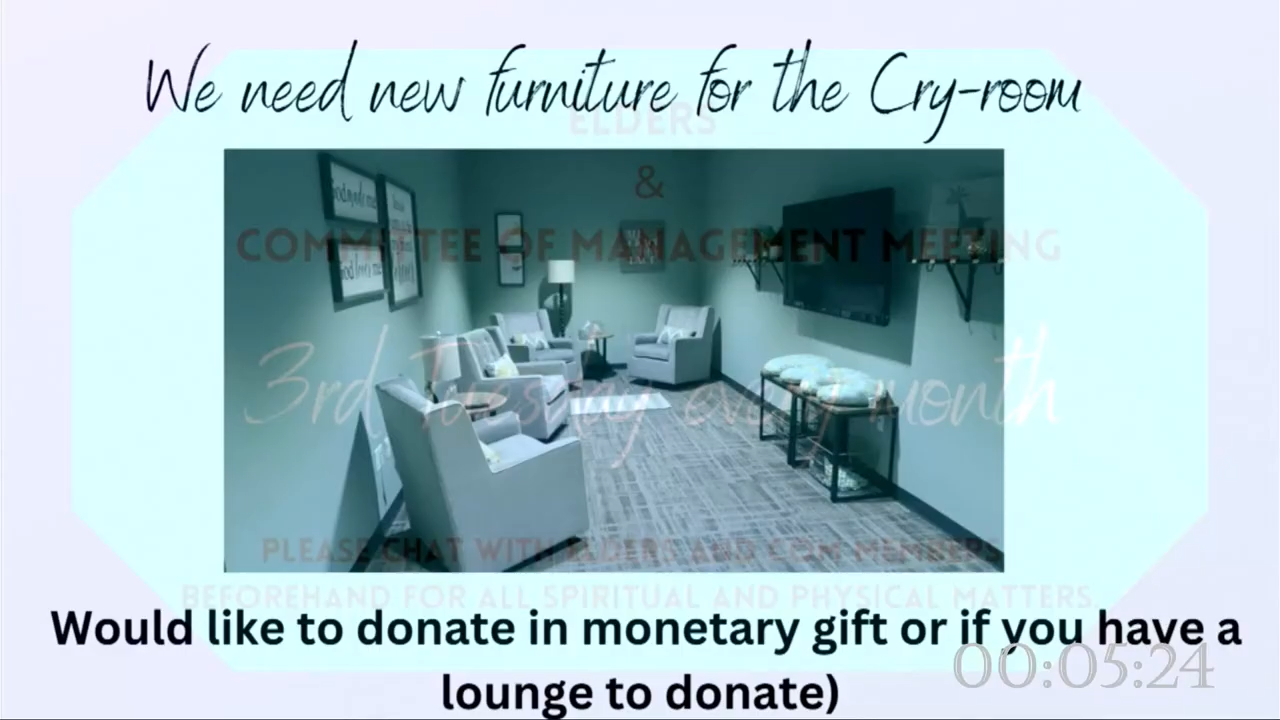 We need new furniture for the Cry-room
ELDERS
&
COMMITTEE OF MANAGEMENT MEETING
3rd Tuesday every month
PLEASE CHAT WITH ELDERS AND COM MEMBERS
BEFOREHAND FOR ALL SPIRITUAL AND PHYSICAL MATTERS
Would like to donate in monetary gift or if you have a
00:05:24
lounge to donate)